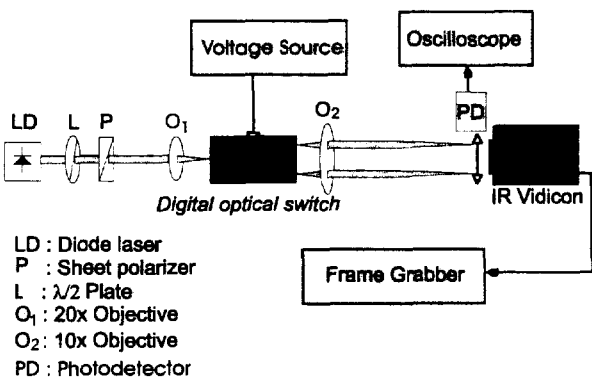 Voltage Source
Oscilloscope
LD L P O1 O2 PD
Digital optical switch
IR Vidicon
LD : Diode laser
P : Sheet polarizer
L : λ/2 Plate
O1 : 20x Objective
O2 : 10x Objective
PD : Photodetector
Frame Grabber